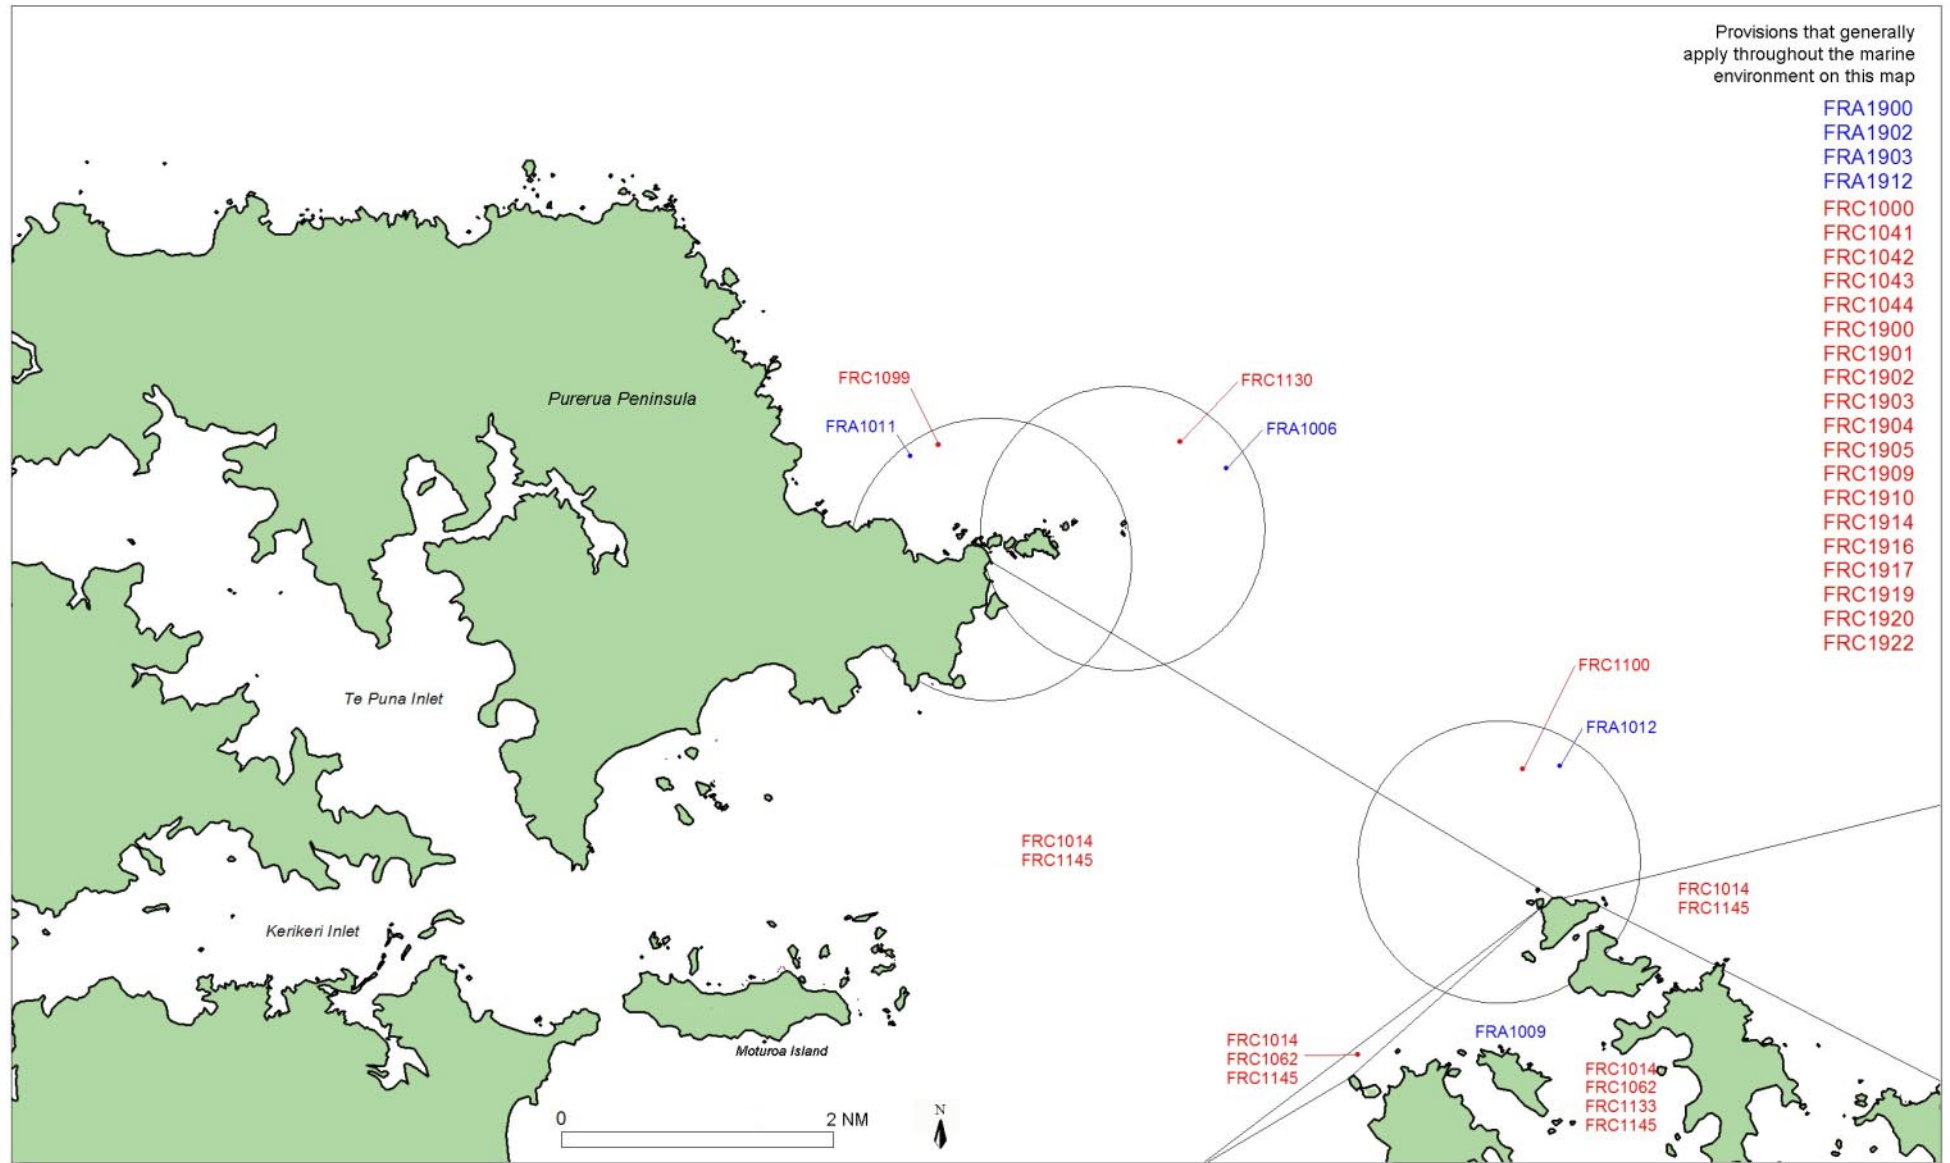 Provisions that generally
apply throughout the marine
environment on this map
FRA1900
FRA1902
FRA1903
FRA1912
FRC1000
FRC1041
FRC1042
FRC1043
FRC1044
FRC1900
FRC1901
FRC1902
FRC1903
FRC1904
FRC1905
FRC1909
FRC1910
FRC1914
FRC1916
FRC1917
FRC1919
FRC1920
FRC1922
FRC1099
FRC1130
Purerua Peninsula
FRA1011
FRA1006
FRC1100
Te Puna Inlet
FRA1012
FRC1014
FRC1145
FRC1014
FRC1145
Kerikeri Inlet
FRA1009
FRC1014
FRC1062
FRC1145
Moturoa Island
FRC1014
FRC1062
FRC1133
FRC1145
0
2 NM
N